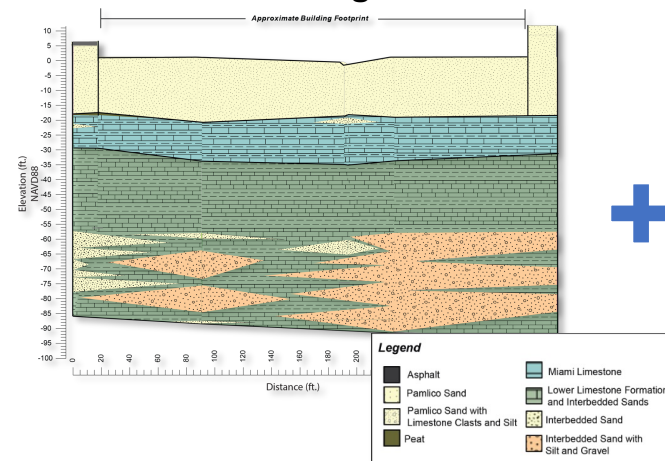 Approximate Building Footprint
10
5
0
-5
-10
-15
-20
-25
-30
-35
-40
-45
-50
-55
-60
-65
-70
-75
-80
-85
-90
-95
-100
Elevation (ft.)
NAVD88
0
20
40
60
80
100
120
140
160
180
200
Distance (ft.)
Legend
Asphalt
Pamlico Sand
Pamlico Sand with
Limestone Clasts and Silt
Peat
Miami Limestone
Lower Limestone Formation
and Interbedded Sands
Interbedded Sand
Interbedded Sand with
Silt and Gravel